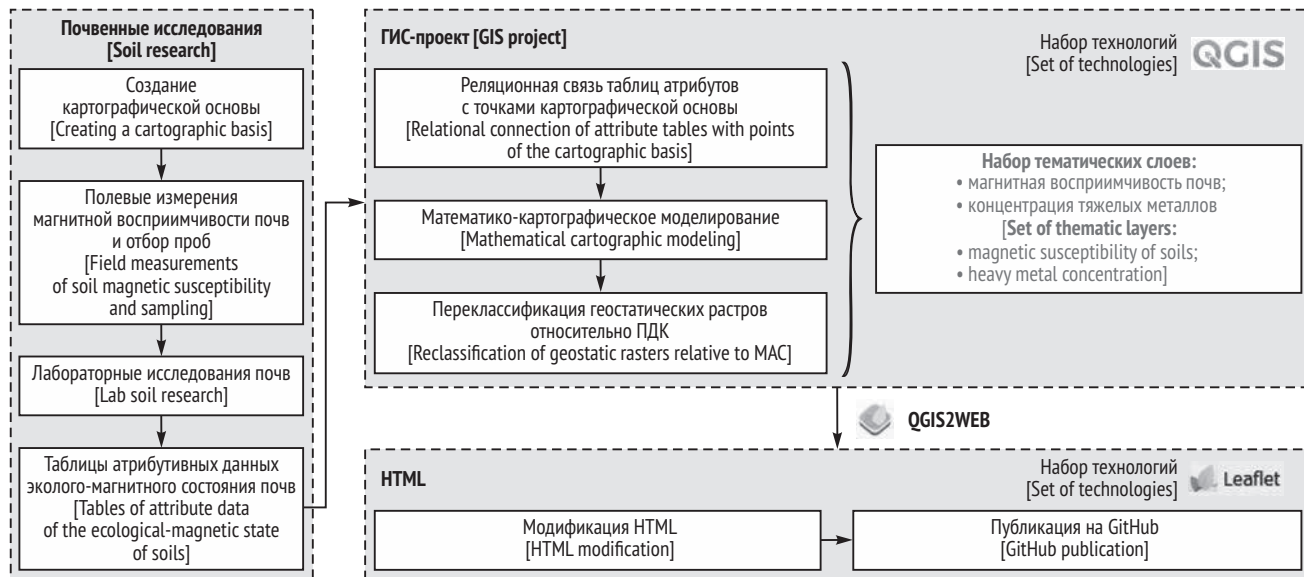 Почвенные исследования
[Soil research]
Создание
картографической основы
[Creating a cartographic basis]
Полевые измерения
магнитной восприимчивости почв
и отбор проб
[Field measurements
of soil magnetic susceptibility
and sampling]
Лабораторные исследования почв
[Lab soil research]
Таблицы атрибутивных данных
эколого-магнитного состояния почв
[Tables of attribute data
of the ecological-magnetic state
of soils]
ГИС-проект [GIS project]
Набор технологий
[Set of technologies]
QGIS
Реляционная связь таблиц атрибутов
с точками картографической основы
[Relational connection of attribute tables with points
of the cartographic basis]
Математико-картографическое моделирование
[Mathematical cartographic modeling]
Переклассификация геостатических растров
относительно ПДК
[Reclassification of geostatic rasters relative to MAC]
Набор тематических слоев:
• магнитная восприимчивость почв;
• концентрация тяжелых металлов
[Set of thematic layers:
• magnetic susceptibility of soils;
• heavy metal concentration]
QGIS2WEB
HTML
Набор технологий
[Set of technologies]
Leaflet
Модификация HTML
[HTML modification]
Публикация на GitHub
[GitHub publication]